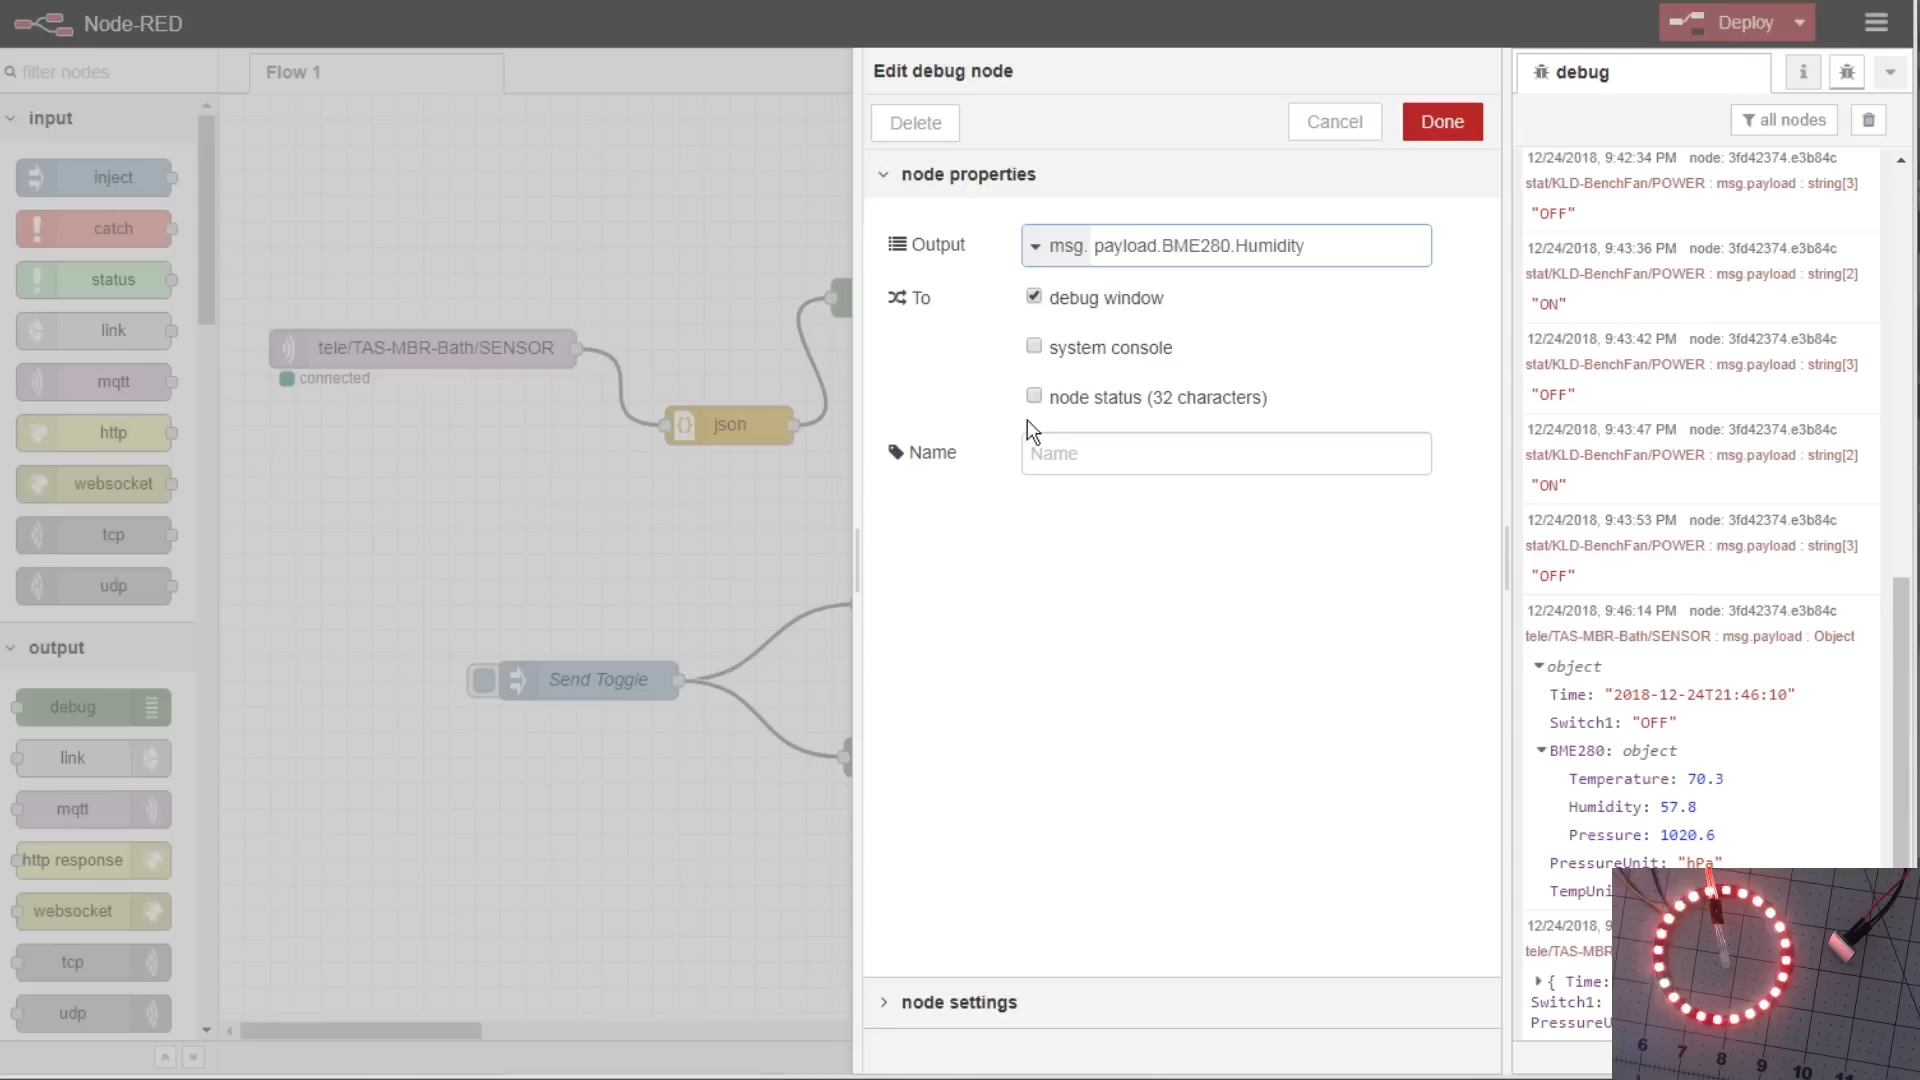 Node-RED
Deploy
filter nodes
Flow 1
input
inject
catch
status
link
mqtt
http
websocket
tcp
udp
output
debug
link
mqtt
http response
websocket
tcp
udp
tele/TAS-MBR-Bath/SENSOR
connected
json
Send Toggle
Edit debug node
Delete
Cancel
Done
node properties
Output
msg. payload.BME280.Humidity
To
debug window
system console
node status (32 characters)
Name
Name
node settings
debug
i
all nodes
12/24/2018, 9:42:34 PM node: 3fd42374.e3b84c
stat/KLD-BenchFan/POWER : msg.payload : string[3]
"OFF"
12/24/2018, 9:43:36 PM node: 3fd42374.e3b84c
stat/KLD-BenchFan/POWER : msg.payload : string[2]
"ON"
12/24/2018, 9:43:42 PM node: 3fd42374.e3b84c
stat/KLD-BenchFan/POWER : msg.payload : string[3]
"OFF"
12/24/2018, 9:43:47 PM node: 3fd42374.e3b84c
stat/KLD-BenchFan/POWER : msg.payload : string[2]
"ON"
12/24/2018, 9:43:53 PM node: 3fd42374.e3b84c
stat/KLD-BenchFan/POWER : msg.payload : string[3]
"OFF"
12/24/2018, 9:46:14 PM node: 3fd42374.e3b84c
tele/TAS-MBR-Bath/SENSOR : msg.payload : Object
object
Time: "2018-12-24T21:46:10"
Switch1: "OFF"
BME280: object
Temperature: 70.3
Humidity: 57.8
Pressure: 1020.6
PressureUnit: "hPa"
TempUni
12/24/2018, 9
tele/TAS-MBR
{ Time:
Switch1:
PressureU
6 7 8 9 10